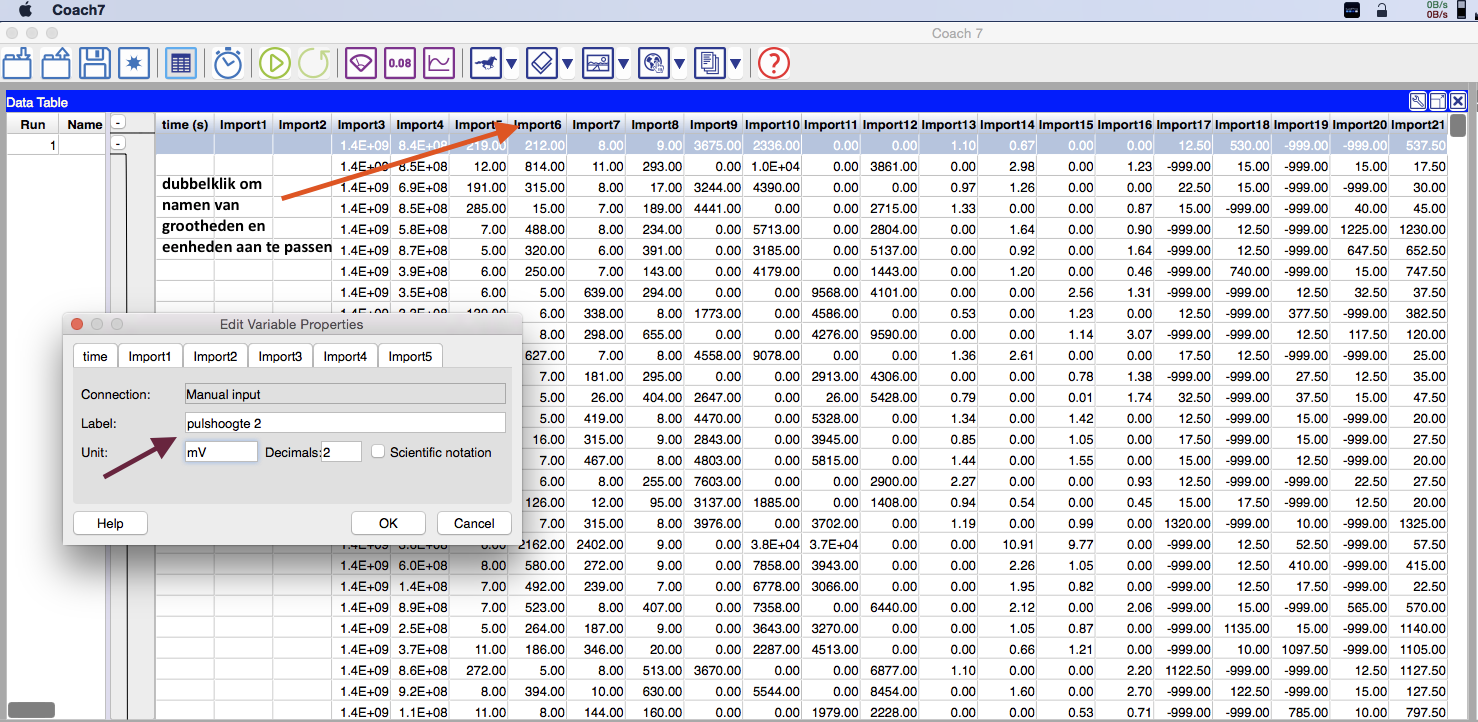 Coach7
0B/s
0B/s
Coach 7
0.08
?
Data Table
Run Name - time (s) Import1 Import2 Import3 Import4 Import5 Import6 Import7 Import8 Import9 Import10 Import11 Import12 Import13 Import14 Import15 Import16 Import17 Import18 Import19 Import20 Import21
1 - 1.4E+09 8.4E+08 219.00 212.00 8.00 9.00 3675.00 2336.00 0.00 0.00 1.10 0.67 0.00 0.00 12.50 530.00 -999.00 -999.00 537.50
1.4E+09 8.5E+08 12.00 814.00 11.00 293.00 0.00 1.0E+04 0.00 3861.00 0.00 2.98 0.00 1.23 -999.00 15.00 -999.00 15.00 17.50
dubbelklik om 1.4E+09 6.9E+08 191.00 315.00 8.00 17.00 3244.00 4390.00 0.00 0.00 0.97 1.26 0.00 0.00 22.50 15.00 -999.00 -999.00 30.00
namen van 1.4E+09 8.5E+08 285.00 15.00 7.00 189.00 4441.00 0.00 0.00 2715.00 1.33 0.00 0.00 0.87 15.00 -999.00 -999.00 40.00 45.00
grootheden en 1.4E+09 5.8E+08 7.00 488.00 8.00 234.00 0.00 5713.00 0.00 2804.00 0.00 1.64 0.00 0.90 -999.00 12.50 -999.00 1225.00 1230.00
eenheden aan te passen 1.4E+09 8.7E+08 5.00 320.00 6.00 391.00 0.00 3185.00 0.00 5137.00 0.00 0.92 0.00 1.64 -999.00 12.50 -999.00 647.50 652.50
1.4E+09 3.9E+08 6.00 250.00 7.00 143.00 0.00 4179.00 0.00 1443.00 0.00 1.20 0.00 0.46 -999.00 740.00 -999.00 15.00 747.50
1.4E+09 3.5E+08 6.00 5.00 639.00 294.00 0.00 0.00 9568.00 4101.00 0.00 0.00 2.56 1.31 -999.00 -999.00 12.50 32.50 37.50
6.00 338.00 8.00 1773.00 0.00 4586.00 0.00 0.53 0.00 1.23 0.00 12.50 -999.00 377.50 -999.00 382.50
8.00 298.00 655.00 0.00 0.00 4276.00 9590.00 0.00 0.00 1.14 3.07 -999.00 -999.00 12.50 117.50 120.00
627.00 7.00 8.00 4558.00 9078.00 0.00 0.00 1.36 2.61 0.00 0.00 17.50 12.50 -999.00 -999.00 25.00
7.00 181.00 295.00 0.00 0.00 2913.00 4306.00 0.00 0.00 0.78 1.38 -999.00 -999.00 27.50 12.50 35.00
5.00 26.00 404.00 2647.00 0.00 26.00 5428.00 0.79 0.00 0.01 1.74 32.50 -999.00 37.50 15.00 47.50
5.00 419.00 8.00 4470.00 0.00 5328.00 0.00 1.34 0.00 1.42 0.00 12.50 -999.00 15.00 -999.00 20.00
16.00 315.00 9.00 2843.00 0.00 3945.00 0.00 0.85 0.00 1.05 0.00 17.50 -999.00 15.00 -999.00 27.50
7.00 467.00 8.00 4803.00 0.00 5815.00 0.00 1.44 0.00 1.55 0.00 15.00 -999.00 12.50 -999.00 20.00
6.00 8.00 255.00 7603.00 0.00 0.00 2900.00 2.27 0.00 0.00 0.93 12.50 -999.00 -999.00 22.50 27.50
126.00 12.00 95.00 3137.00 1885.00 0.00 1408.00 0.94 0.54 0.00 0.45 15.00 17.50 -999.00 12.50 20.00
7.00 315.00 8.00 3976.00 0.00 3702.00 0.00 1.19 0.00 0.99 0.00 1320.00 -999.00 10.00 -999.00 1325.00
2162.00 2402.00 9.00 0.00 3.8E+04 3.7E+04 0.00 0.00 10.91 9.77 0.00 -999.00 12.50 52.50 -999.00 57.50
1.4E+09 6.0E+08 8.00 580.00 272.00 9.00 0.00 7858.00 3943.00 0.00 0.00 2.26 1.05 0.00 -999.00 12.50 410.00 -999.00 415.00
1.4E+09 1.4E+08 7.00 492.00 239.00 7.00 0.00 6778.00 3066.00 0.00 0.00 1.95 0.82 0.00 -999.00 12.50 17.50 -999.00 22.50
1.4E+09 8.9E+08 7.00 523.00 8.00 407.00 0.00 7358.00 0.00 6440.00 0.00 2.12 0.00 2.06 -999.00 15.00 -999.00 565.00 570.00
1.4E+09 2.5E+08 5.00 264.00 187.00 9.00 0.00 3643.00 3270.00 0.00 0.00 1.05 0.87 0.00 -999.00 1135.00 15.00 -999.00 1140.00
1.4E+09 3.7E+08 11.00 186.00 346.00 20.00 0.00 2287.00 4513.00 0.00 0.00 0.66 1.21 0.00 -999.00 10.00 1097.50 -999.00 1105.00
1.4E+09 8.6E+08 272.00 5.00 8.00 513.00 3670.00 0.00 0.00 6877.00 1.10 0.00 0.00 2.20 1122.50 -999.00 -999.00 12.50 1127.50
1.4E+09 9.2E+08 8.00 394.00 10.00 630.00 0.00 5544.00 0.00 8454.00 0.00 1.60 0.00 2.70 -999.00 122.50 -999.00 15.00 127.50
1.4E+09 1.1E+08 11.00 8.00 144.00 160.00 0.00 0.00 1979.00 2228.00 0.00 0.00 0.53 0.71 -999.00 -999.00 785.00 10.00 797.50
Edit Variable Properties
time Import1 Import2 Import3 Import4 Import5
Connection: Manual input
Label: pulshoogte 2
Unit: mV Decimals: 2 Scientific notation
Help OK Cancel